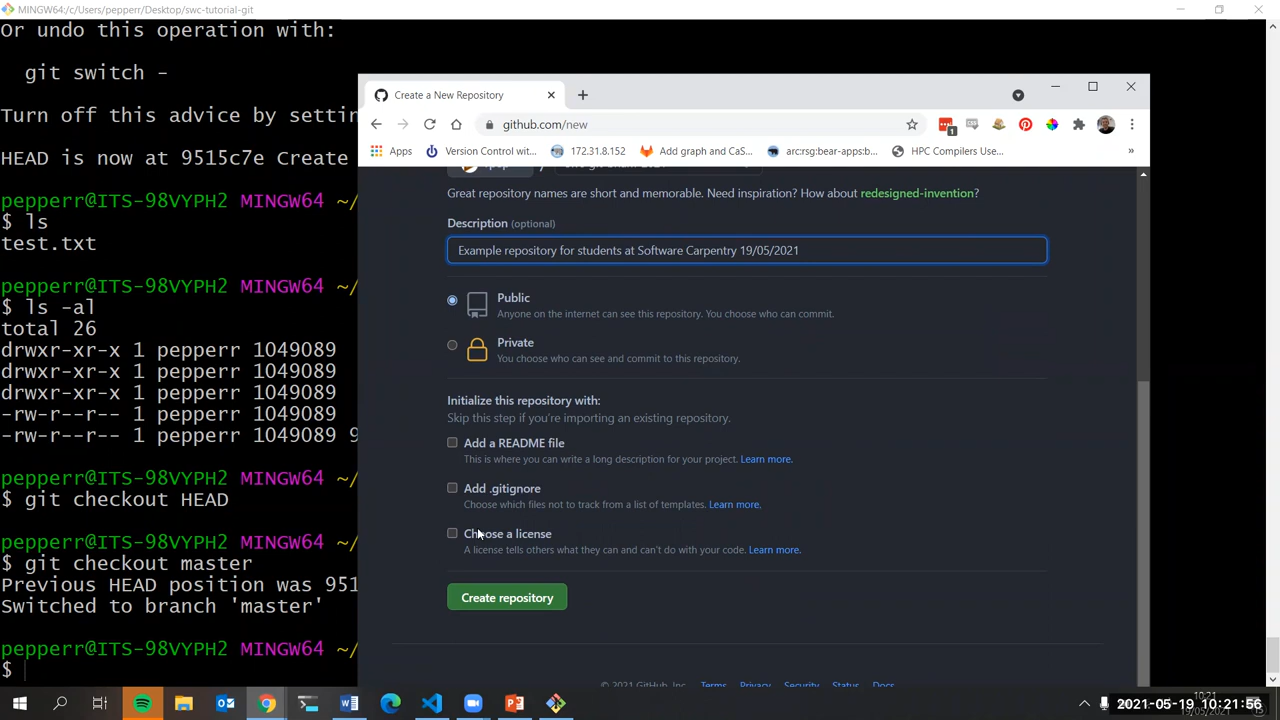 MINGW64:/c/Users/pepperr/Desktop/swc-tutorial-git
Or undo this operation with:
git switch -
Turn off this advice by setti
HEAD is now at 9515c7e Create
pepperr@ITS-98VYPH2 MINGW64 ~/
$ ls
test.txt
pepperr@ITS-98VYPH2 MINGW64 ~/
$ ls -al
total 26
drwxr-xr-x 1 pepperr 1049089
drwxr-xr-x 1 pepperr 1049089
drwxr-xr-x 1 pepperr 1049089
-rw-r--r-- 1 pepperr 1049089
-rw-r--r-- 1 pepperr 1049089 9
pepperr@ITS-98VYPH2 MINGW64 ~/
$ git checkout HEAD
pepperr@ITS-98VYPH2 MINGW64 ~/
$ git checkout master
Previous HEAD position was 951
Switched to branch 'master'
pepperr@ITS-98VYPH2 MINGW64 ~/
$
Create a New Repository
github.com/new
1
Apps Version Control wit... 172.31.8.152 Add graph and CaS... arc:rsg:bear-apps:b... HPC Compilers Use... »
Great repository names are short and memorable. Need inspiration? How about redesigned-invention?
Description (optional)
Example repository for students at Software Carpentry 19/05/2021
Public
Anyone on the internet can see this repository. You choose who can commit.
Private
You choose who can see and commit to this repository.
Initialize this repository with:
Skip this step if you're importing an existing repository.
Add a README file
This is where you can write a long description for your project. Learn more.
Add .gitignore
Choose which files not to track from a list of templates. Learn more.
Choose a license
A license tells others what they can and can't do with your code. Learn more.
Create repository
© 2021 GitHub, Inc. Terms Privacy Security Status Docs
10:21
2021-05-19 10:21:56
19/05/2021